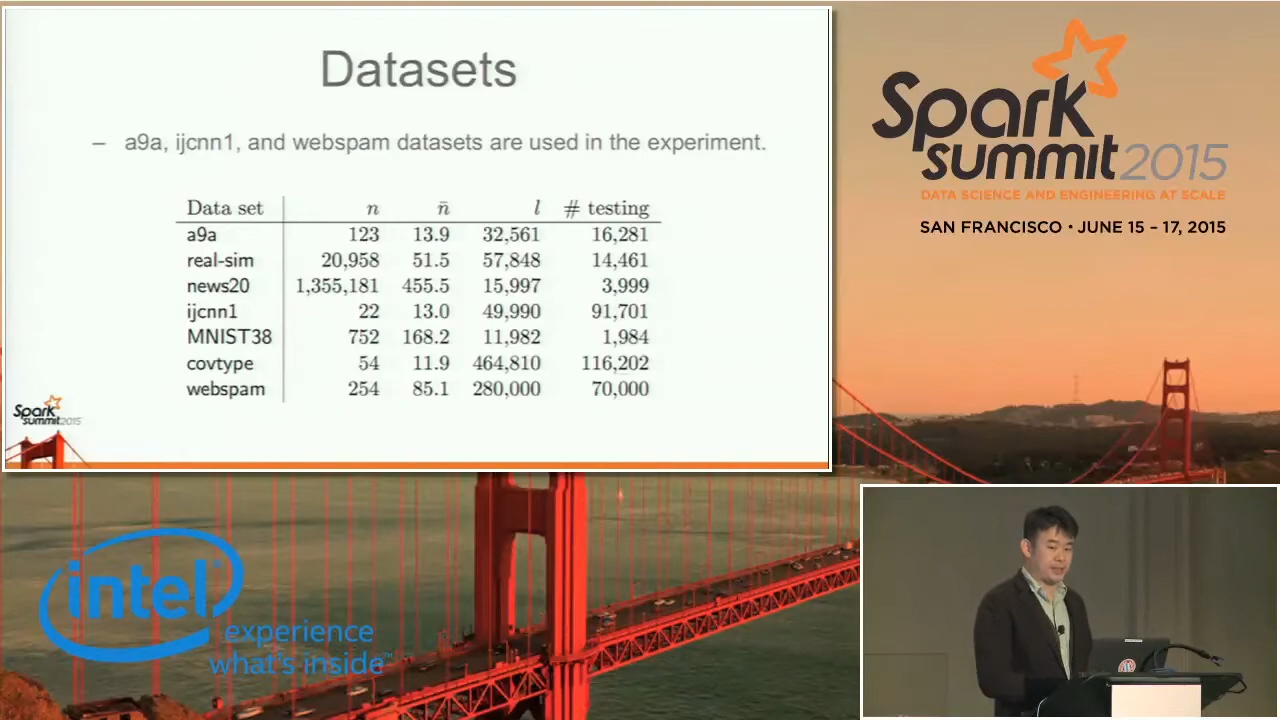 Datasets
– a9a, ijcnn1, and webspam datasets are used in the experiment.
Data set n n̄ l # testing
a9a 123 13.9 32,561 16,281
real-sim 20,958 51.5 57,848 14,461
news20 1,355,181 455.5 15,997 3,999
ijcnn1 22 13.0 49,990 91,701
MNIST38 752 168.2 11,982 1,984
covtype 54 11.9 464,810 116,202
webspam 254 85.1 280,000 70,000
Spark
summit2015
Spark
summit 2015
DATA SCIENCE AND ENGINEERING AT SCALE
SAN FRANCISCO • JUNE 15 – 17, 2015
intel®
experience
what's inside™